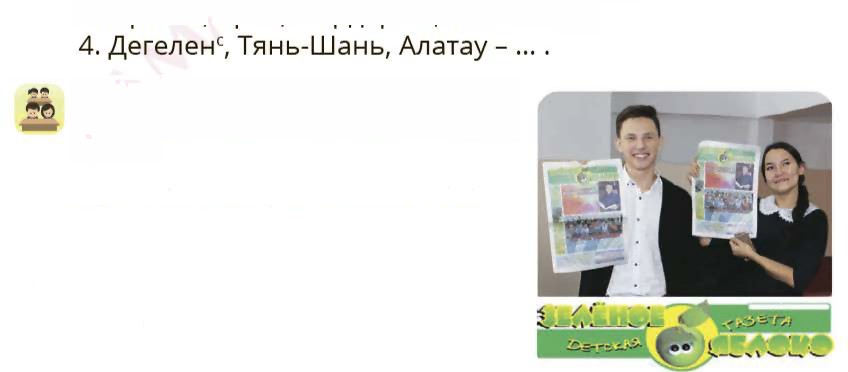 4. Дегеленᶜ, Тянь-Шань, Алатау – ... .
ЗЕЛЁНОЕ
ГАЗЕТА
ДЕТСКАЯ
ЯБЛОКО